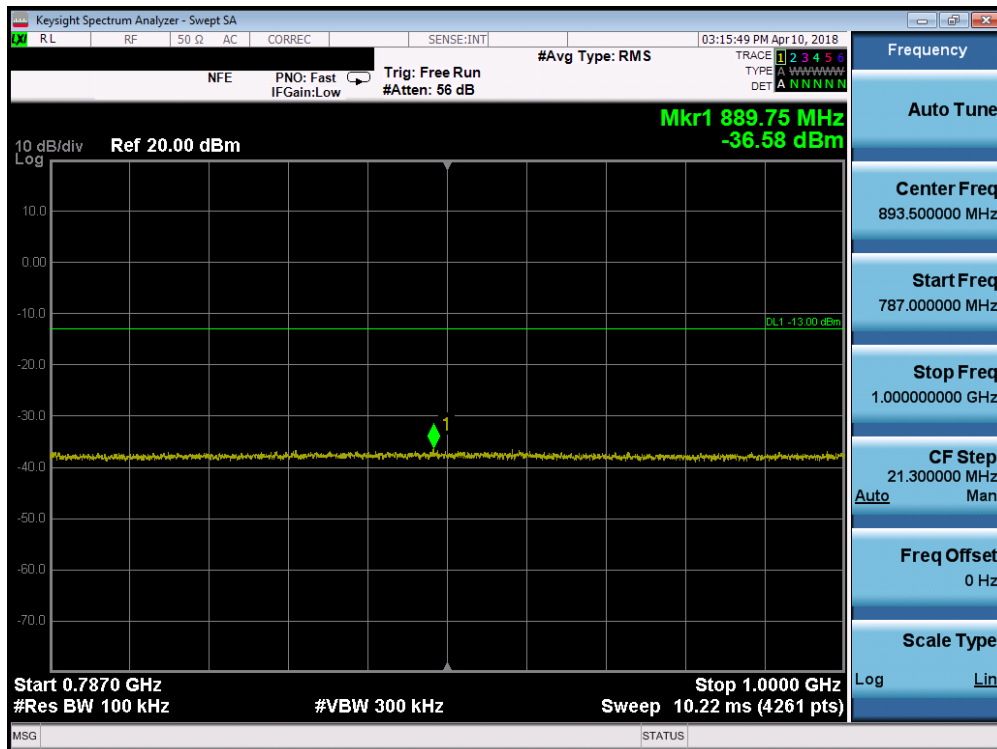 Keysight Spectrum Analyzer - Swept SA
LXI RL RF 50 Ω AC CORREC SENSE:INT 03:15:49 PM Apr 10, 2018
NFE PNO: Fast IFGain:Low Trig: Free Run #Atten: 56 dB #Avg Type: RMS
TRACE 1 2 3 4 5 6
TYPE A WWWWW
DET A N N N N N
Mkr1 889.75 MHz
-36.58 dBm
10 dB/div Ref 20.00 dBm
Log
10.0
0.00
-10.0
DL1 -13.00 dBm
-20.0
-30.0
1
-40.0
-50.0
-60.0
-70.0
Start 0.7870 GHz Stop 1.0000 GHz
#Res BW 100 kHz #VBW 300 kHz Sweep 10.22 ms (4261 pts)
MSG STATUS
Frequency
Auto Tune
Center Freq
893.500000 MHz
Start Freq
787.000000 MHz
Stop Freq
1.000000000 GHz
CF Step
21.300000 MHz
Auto Man
Freq Offset
0 Hz
Scale Type
Log Lin